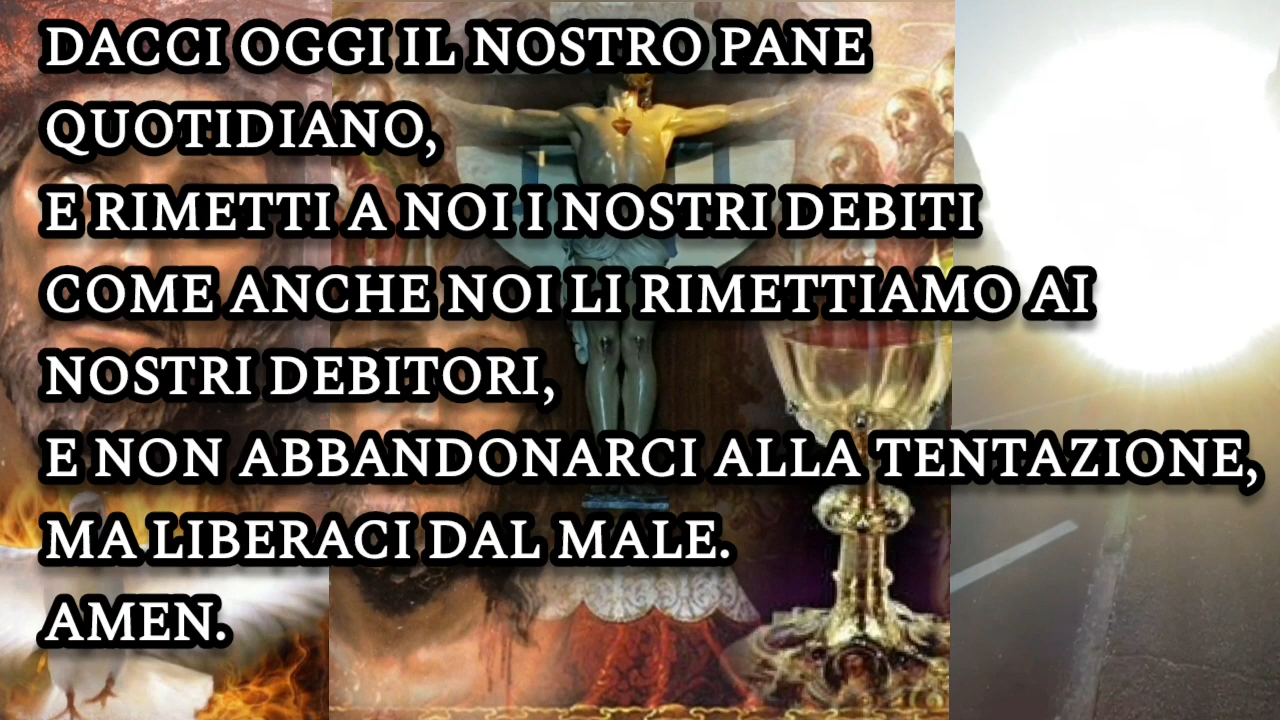 DACCI OGGI IL NOSTRO PANE
QUOTIDIANO,
E RIMETTI A NOI I NOSTRI DEBITI
COME ANCHE NOI LI RIMETTIAMO AI
NOSTRI DEBITORI,
E NON ABBANDONARCI ALLA TENTAZIONE,
MA LIBERACI DAL MALE.
AMEN.